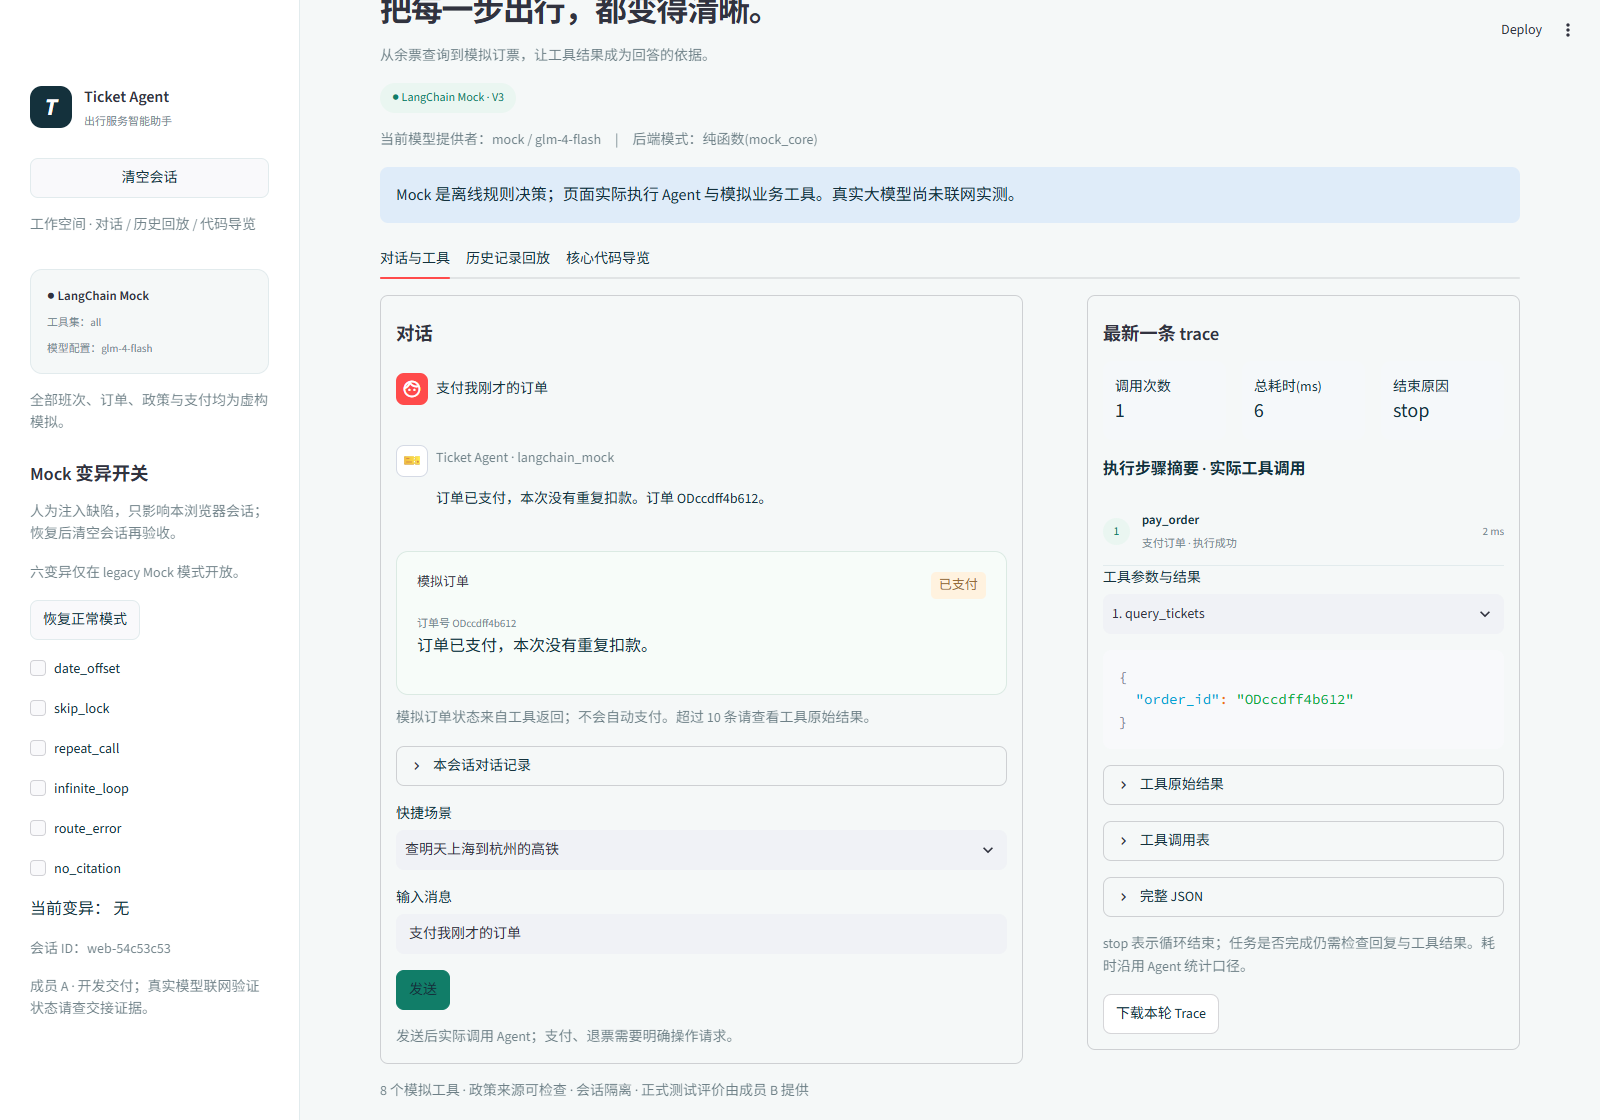 T
Ticket Agent
出行服务智能助手
清空会话
工作空间 · 对话 / 历史回放 / 代码导览
● LangChain Mock
工具集：all
模型配置：glm-4-flash
全部班次、订单、政策与支付均为虚构
模拟。
Mock 变异开关
人为注入缺陷，只影响本浏览器会话；
恢复后清空会话再验收。
六变异仅在 legacy Mock 模式开放。
恢复正常模式
date_offset
skip_lock
repeat_call
infinite_loop
route_error
no_citation
当前变异： 无
会话 ID：web-54c53c53
成员 A · 开发交付；真实模型联网验证
状态请查交接证据。
Deploy
把每一步出行，都变得清晰。
从余票查询到模拟订票，让工具结果成为回答的依据。
● LangChain Mock · V3
当前模型提供者：mock / glm-4-flash | 后端模式：纯函数(mock_core)
Mock 是离线规则决策；页面实际执行 Agent 与模拟业务工具。真实大模型尚未联网实测。
对话与工具 历史记录回放 核心代码导览
对话
支付我刚才的订单
Ticket Agent · langchain_mock
订单已支付，本次没有重复扣款。订单 ODccdff4b612。
模拟订单
已支付
订单号 ODccdff4b612
订单已支付，本次没有重复扣款。
模拟订单状态来自工具返回；不会自动支付。超过 10 条请查看工具原始结果。
本会话对话记录
快捷场景
查明天上海到杭州的高铁
输入消息
支付我刚才的订单
发送
发送后实际调用 Agent；支付、退票需要明确操作请求。
最新一条 trace
调用次数 总耗时(ms) 结束原因
1 6 stop
执行步骤摘要 · 实际工具调用
1
pay_order
支付订单 · 执行成功
2 ms
工具参数与结果
1. query_tickets
{
"order_id": "ODccdff4b612"
}
工具原始结果
工具调用表
完整 JSON
stop 表示循环结束；任务是否完成仍需检查回复与工具结果。耗
时沿用 Agent 统计口径。
下载本轮 Trace
8 个模拟工具 · 政策来源可检查 · 会话隔离 · 正式测试评价由成员 B 提供